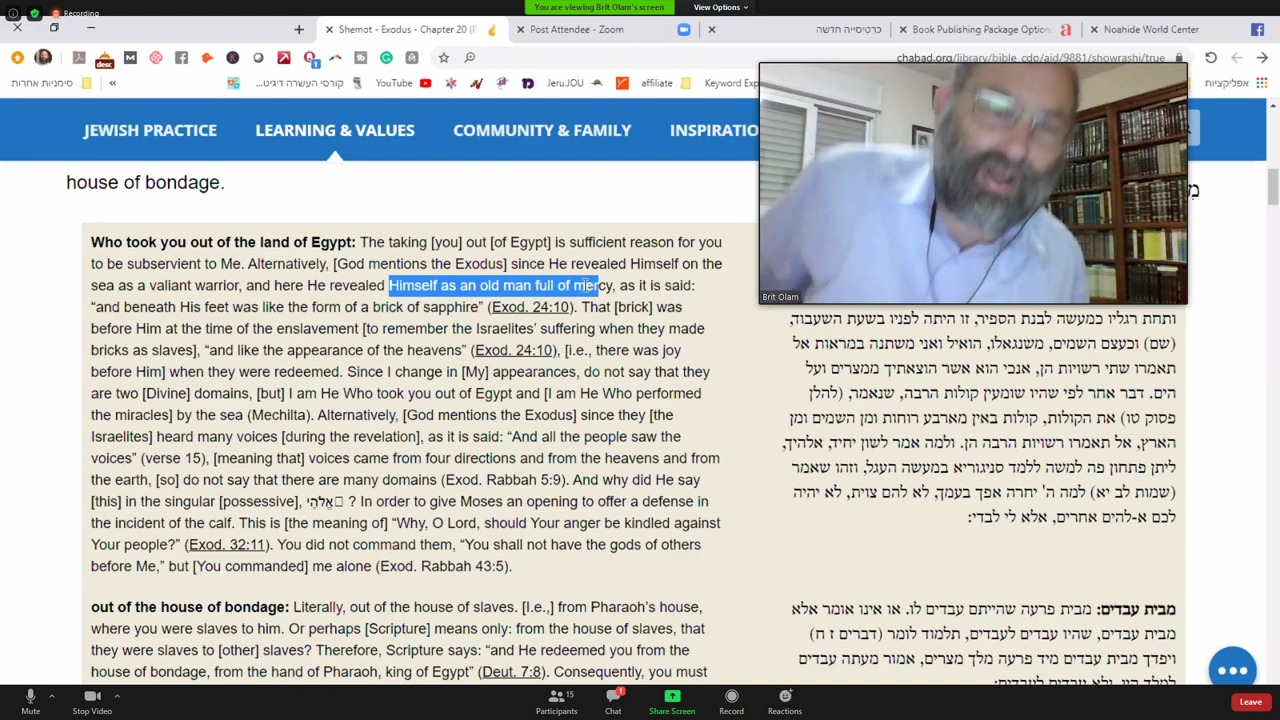 Recording
You are viewing Brit Olam's screen
View Options
Shemot - Exodus - Chapter 20 (P
Post Attendee - Zoom
כרטיסייה חדשה
Book Publishing Package Option
Noahide World Center
chabad.org/library/bible_cdo/aid/9881/showrashi/true
סימניות אחרות
desc
קורסי העשרה דיגיט...
YouTube
Jeru.JOU
affiliate
Keyword Exp
אפליקציות
JEWISH PRACTICE
LEARNING & VALUES
COMMUNITY & FAMILY
INSPIRATIO
house of bondage.
Who took you out of the land of Egypt: The taking [you] out [of Egypt] is sufficient reason for you
to be subservient to Me. Alternatively, [God mentions the Exodus] since He revealed Himself on the
sea as a valiant warrior, and here He revealed Himself as an old man full of mercy, as it is said:
“and beneath His feet was like the form of a brick of sapphire” (Exod. 24:10). That [brick] was
before Him at the time of the enslavement [to remember the Israelites’ suffering when they made
bricks as slaves], “and like the appearance of the heavens” (Exod. 24:10), [i.e., there was joy
before Him] when they were redeemed. Since I change in [My] appearances, do not say that they
are two [Divine] domains, [but] I am He Who took you out of Egypt and [I am He Who performed
the miracles] by the sea (Mechilta). Alternatively, [God mentions the Exodus] since they [the
Israelites] heard many voices [during the revelation], as it is said: “And all the people saw the
voices” (verse 15), [meaning that] voices came from four directions and from the heavens and from
the earth, [so] do not say that there are many domains (Exod. Rabbah 5:9). And why did He say
[this] in the singular [possessive], אֱלֹהֶי ? In order to give Moses an opening to offer a defense in
the incident of the calf. This is [the meaning of] “Why, O Lord, should Your anger be kindled against
Your people?” (Exod. 32:11). You did not command them, “You shall not have the gods of others
before Me,” but [You commanded] me alone (Exod. Rabbah 43:5).
out of the house of bondage: Literally, out of the house of slaves. [I.e.,] from Pharaoh’s house,
where you were slaves to him. Or perhaps [Scripture] means only: from the house of slaves, that
they were slaves to [other] slaves? Therefore, Scripture says: “and He redeemed you from the
house of bondage, from the hand of Pharaoh, king of Egypt” (Deut. 7:8). Consequently, you must
Brit Olam
ותחת רגליו כמעשה לבנת הספיר, זו היתה לפניו בשעת השעבוד,
(שם) וכעצם השמים, משנגאלו, הואיל ואני משתנה במראות אל
תאמרו שתי רשויות הן, אנכי הוא אשר הוצאתיך ממצרים ועל
הים. דבר אחר לפי שהיו שומעין קולות הרבה, שנאמר, (להלן
פסוק טו) את הקולות, קולות באין מארבע רוחות ומן השמים ומן
הארץ, אל תאמרו רשויות הרבה הן. ולמה אמר לשון יחיד, אלהיך,
ליתן פתחון פה למשה ללמד סניגוריא במעשה העגל, וזהו שאמר
(שמות לב יא) למה ה' יחרה אפך בעמך, לא להם צוית, לא יהיה
לכם א-להים אחרים, אלא לי לבדי:
מבית עבדים: מבית פרעה שהייתם עבדים לו. או אינו אומר אלא
מבית עבדים, שהיו עבדים לעבדים, תלמוד לומר (דברים ז ח)
ויפדך מבית עבדים מיד פרעה מלך מצרים, אמור מעתה עבדים
Mute
Stop Video
Participants
15
Chat
1
Share Screen
Record
Reactions
Leave